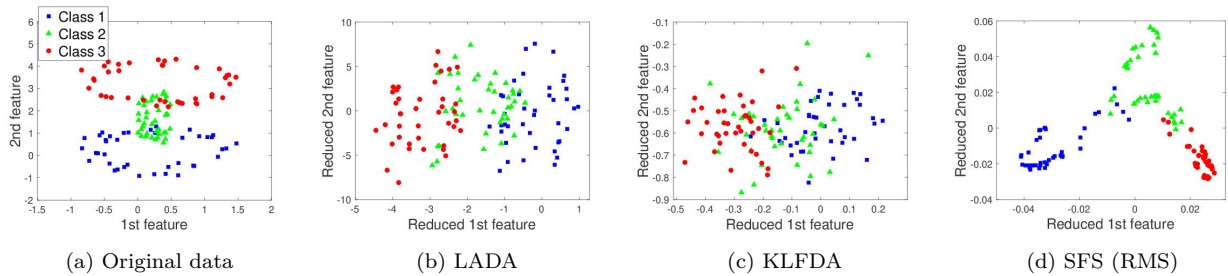 Class 1
Class 2
Class 3
2nd feature
6
5
4
3
2
1
0
-1
-2
-1.5 -1 -0.5 0 0.5 1 1.5 2
1st feature
(a) Original data
Reduced 2nd feature
10
5
0
-5
-10
-5 -4 -3 -2 -1 0 1
Reduced 1st feature
(b) LADA
Reduced 2nd feature
-0.1
-0.2
-0.3
-0.4
-0.5
-0.6
-0.7
-0.8
-0.9
-0.5 -0.4 -0.3 -0.2 -0.1 0 0.1 0.2
Reduced 1st feature
(c) KLFDA
Reduced 2nd feature
0.06
0.04
0.02
0
-0.02
-0.04
-0.04 -0.02 0 0.02
Reduced 1st feature
(d) SFS (RMS)